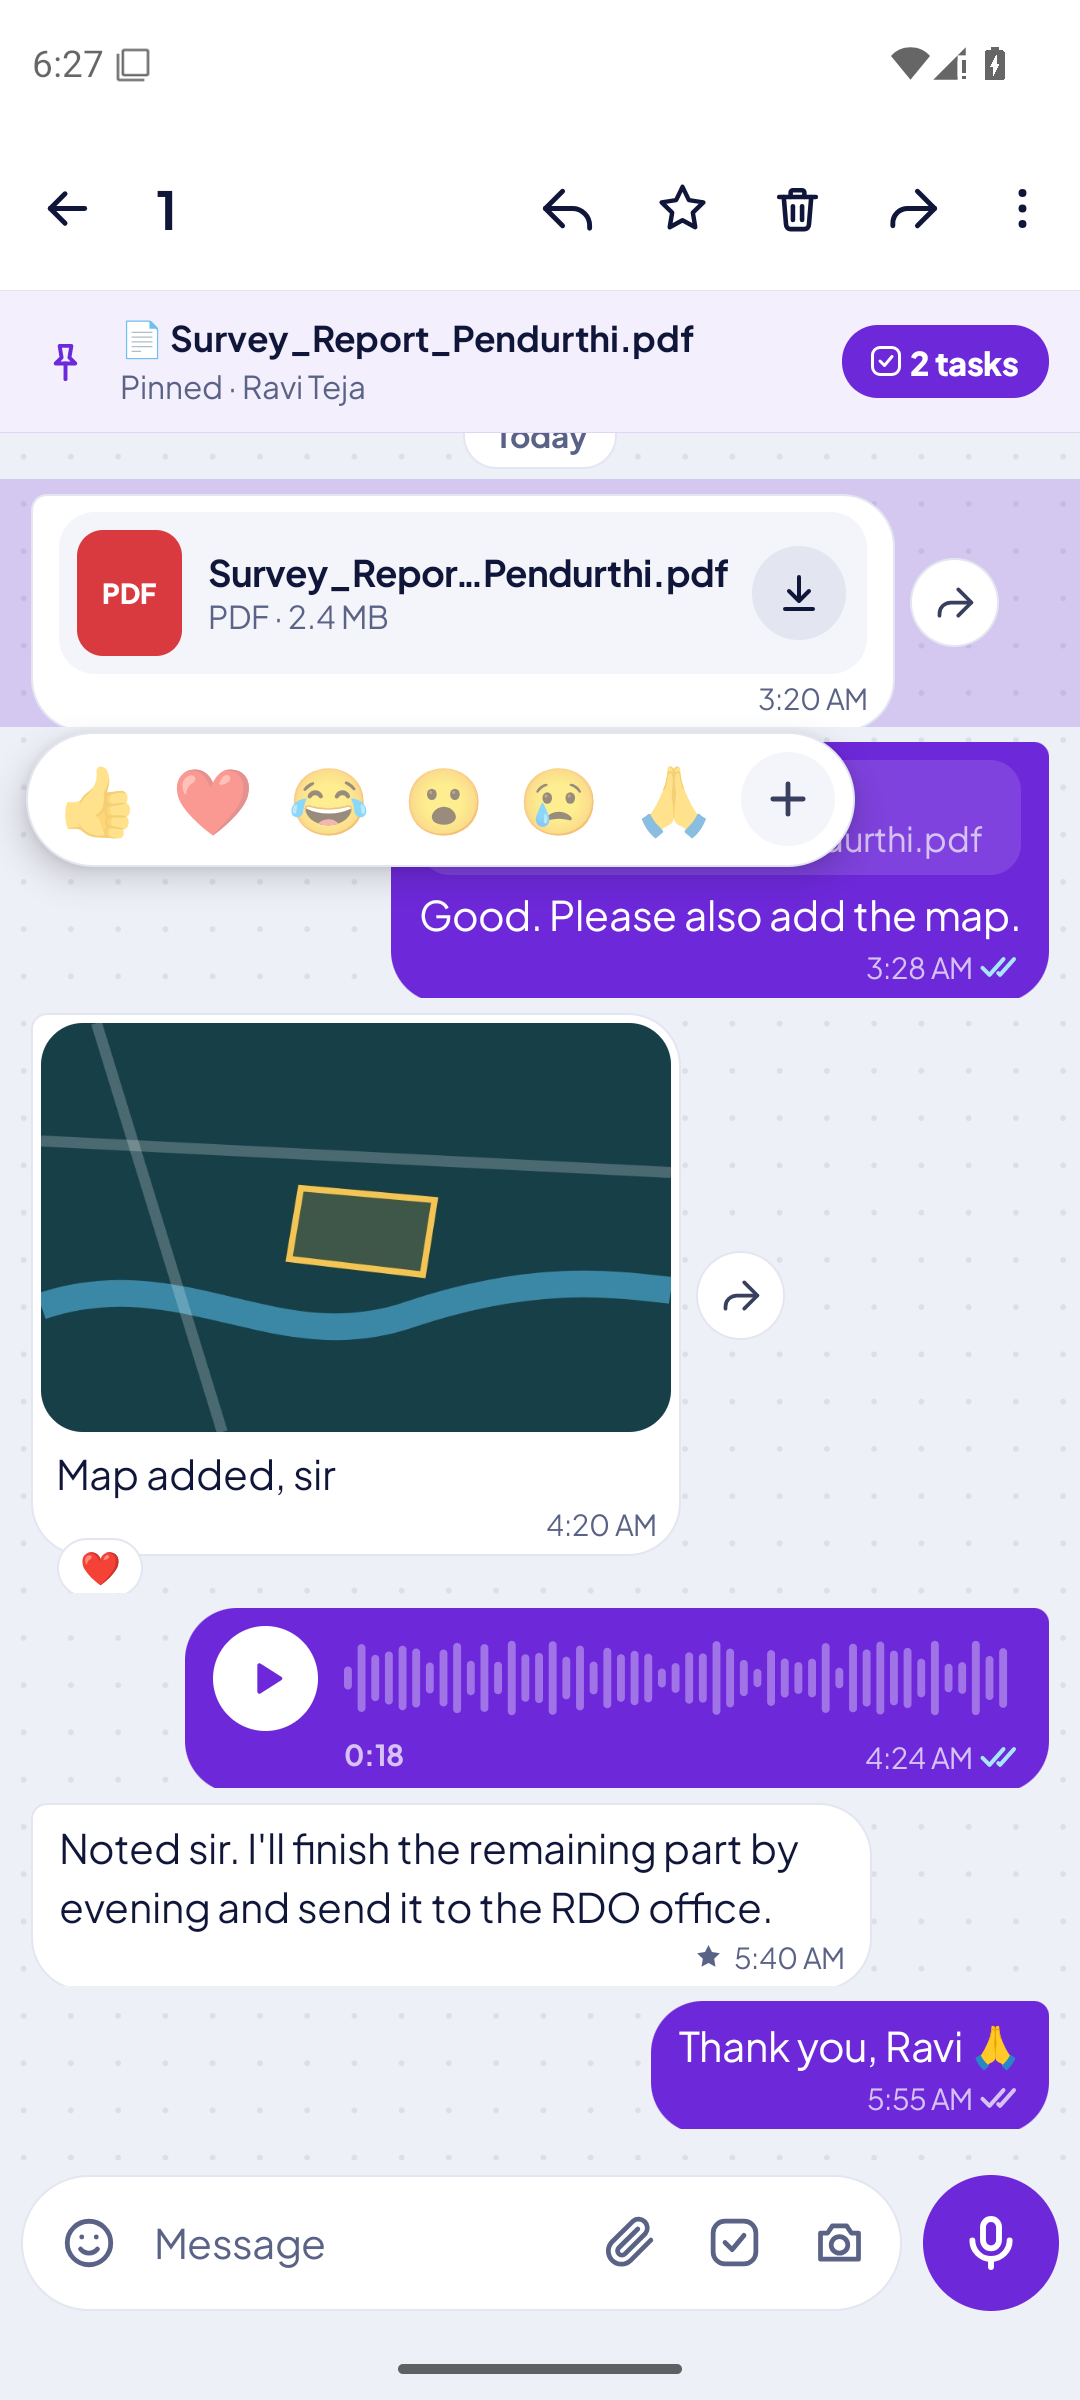 6:27
1
Survey_Report_Pendurthi.pdf
Pinned · Ravi Teja
2 tasks
Today
PDF
Survey_Repor...Pendurthi.pdf
PDF · 2.4 MB
3:20 AM
durthi.pdf
Good. Please also add the map.
3:28 AM
Map added, sir
4:20 AM
0:18
4:24 AM
Noted sir. I'll finish the remaining part by
evening and send it to the RDO office.
5:40 AM
Thank you, Ravi 🙏
5:55 AM
Message